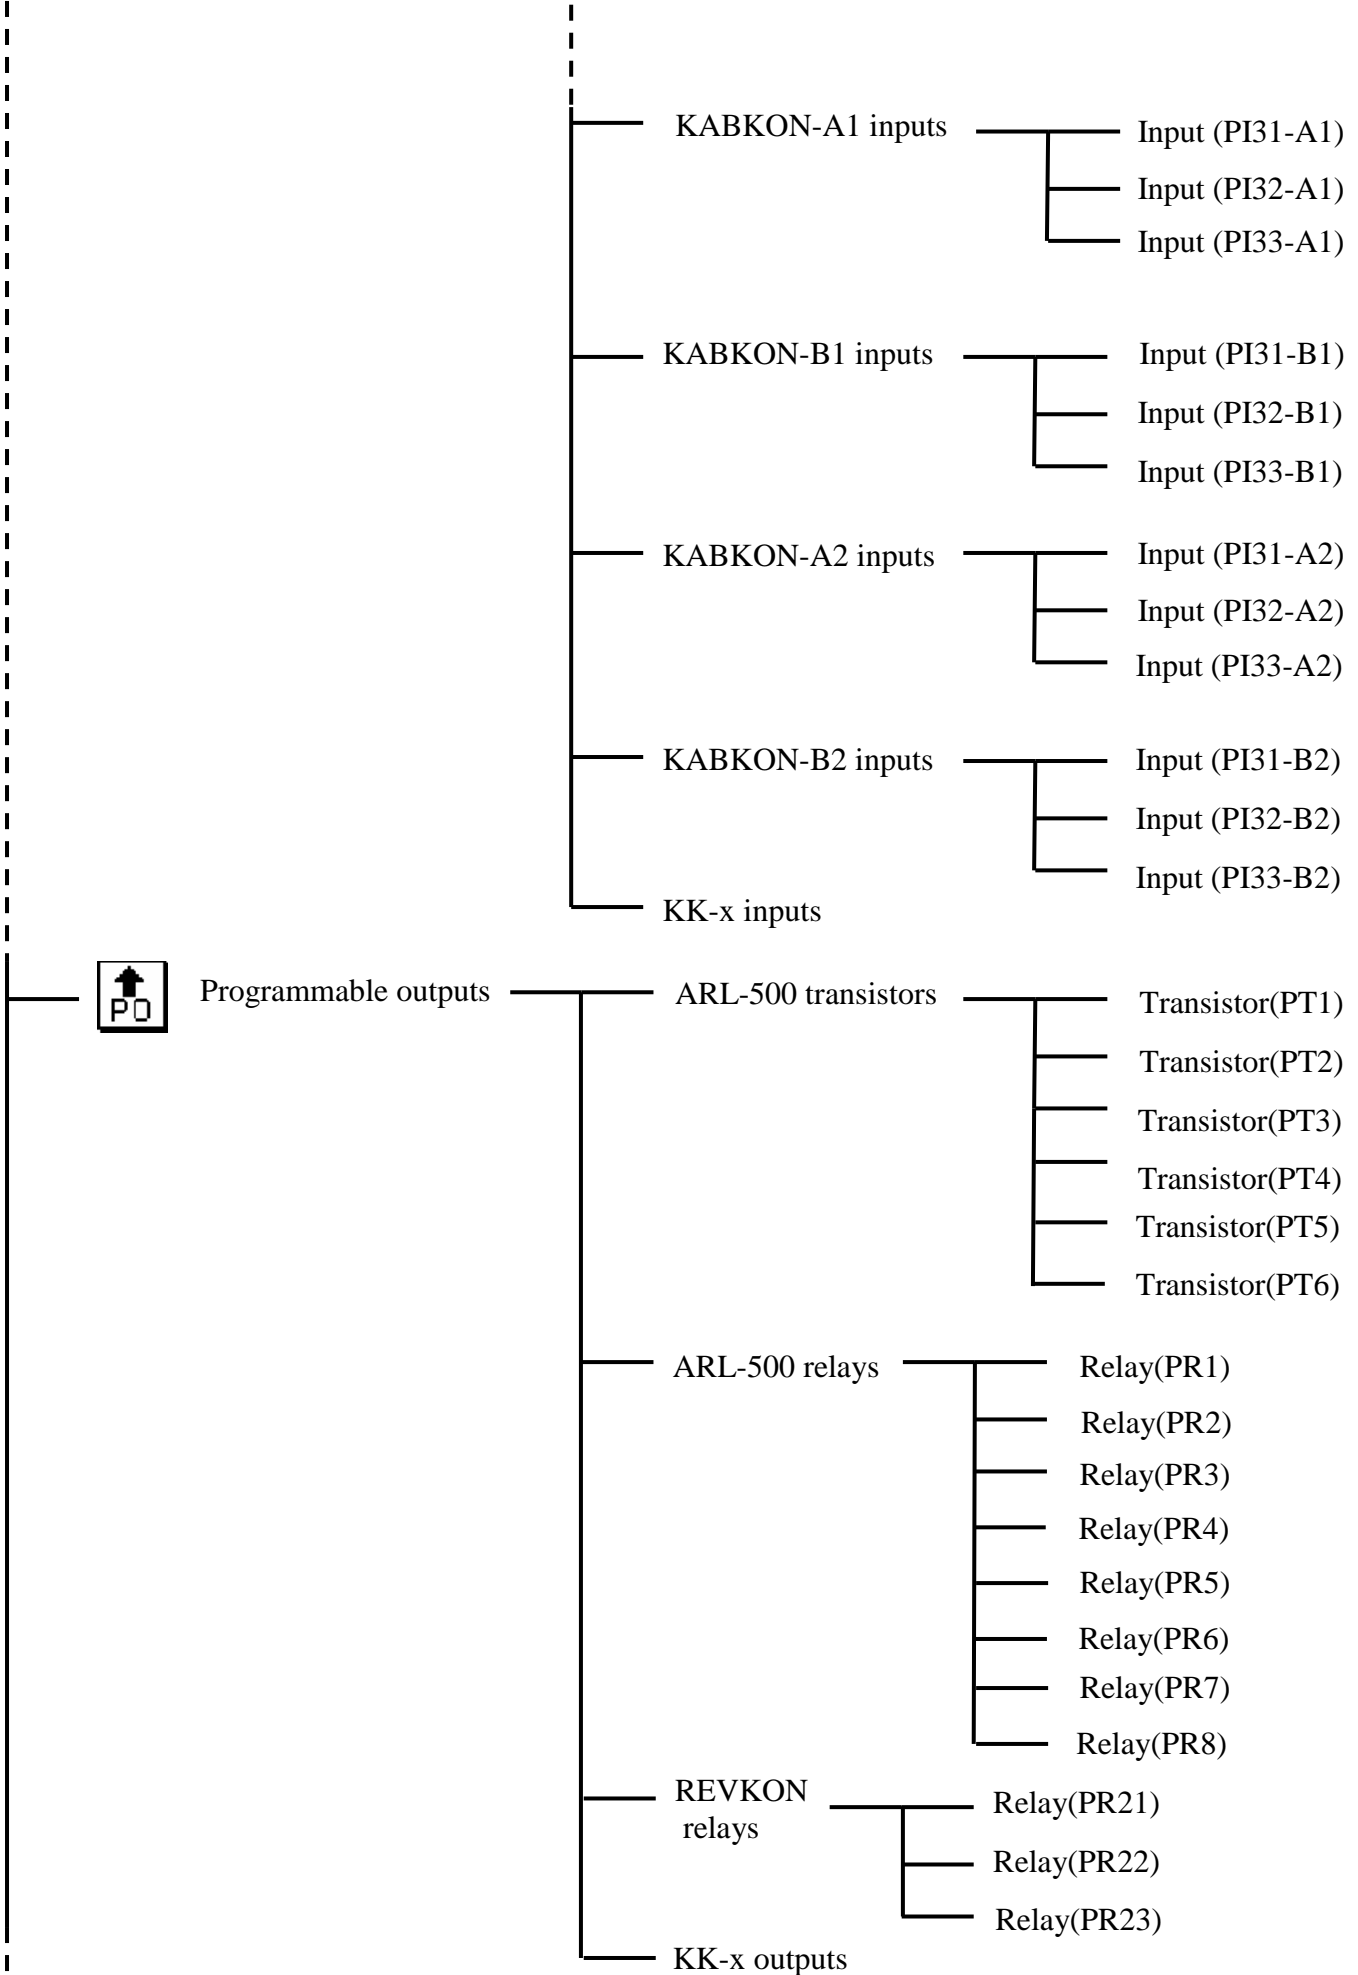 KABKON-A1 inputs
Input (PI31-A1)
Input (PI32-A1)
Input (PI33-A1)
KABKON-B1 inputs
Input (PI31-B1)
Input (PI32-B1)
Input (PI33-B1)
KABKON-A2 inputs
Input (PI31-A2)
Input (PI32-A2)
Input (PI33-A2)
KABKON-B2 inputs
Input (PI31-B2)
Input (PI32-B2)
Input (PI33-B2)
KK-x inputs
PO
Programmable outputs
ARL-500 transistors
Transistor(PT1)
Transistor(PT2)
Transistor(PT3)
Transistor(PT4)
Transistor(PT5)
Transistor(PT6)
ARL-500 relays
Relay(PR1)
Relay(PR2)
Relay(PR3)
Relay(PR4)
Relay(PR5)
Relay(PR6)
Relay(PR7)
Relay(PR8)
REVKON
relays
Relay(PR21)
Relay(PR22)
Relay(PR23)
KK-x outputs